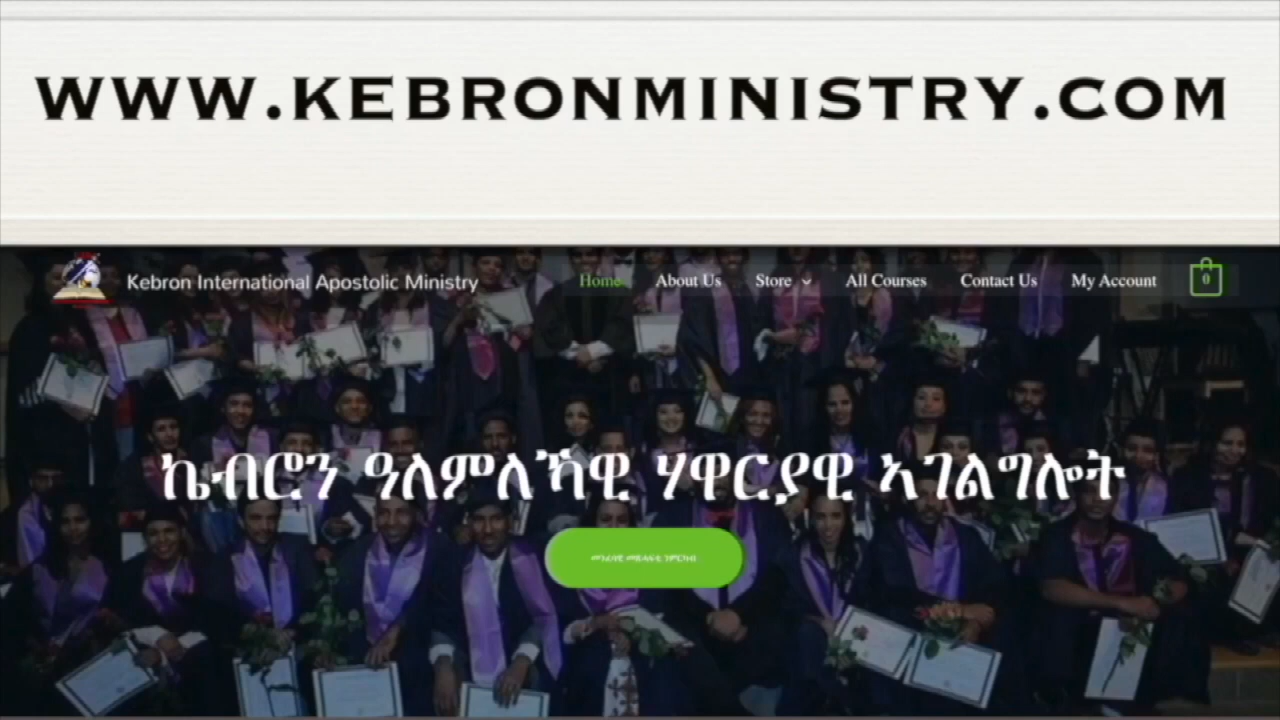 WWW.KEBRONMINISTRY.COM
Kebron International Apostolic Ministry
Home About Us Store All Courses Contact Us My Account 0
ኬብሮን ዓለምለኻዊ ሃዋርያዊ ኣገልግሎት